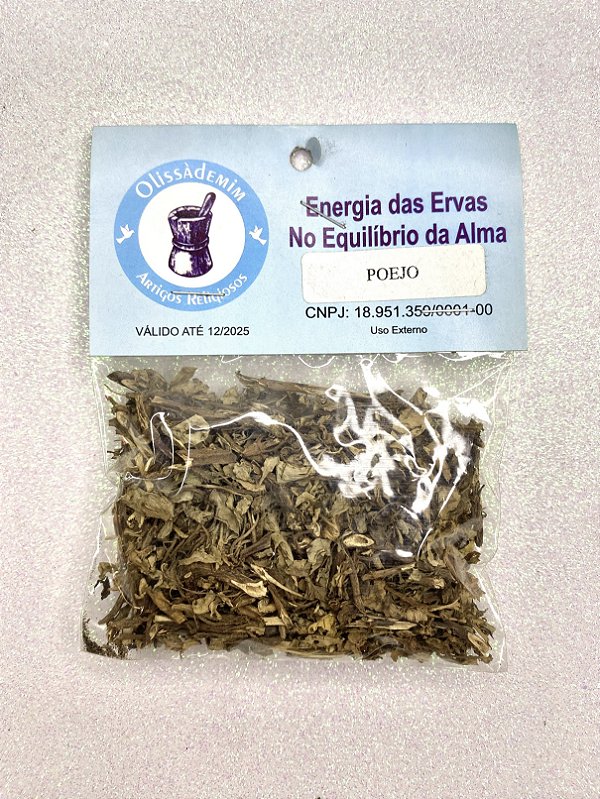 Olissàdemim
Artigos Religiosos
VÁLIDO ATÉ 12/2025
Energia das Ervas
No Equilíbrio da Alma
POEJO
CNPJ: 18.951.350/0001-00
Uso Externo